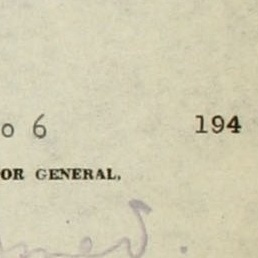 o 6 194
OR GENERAL,